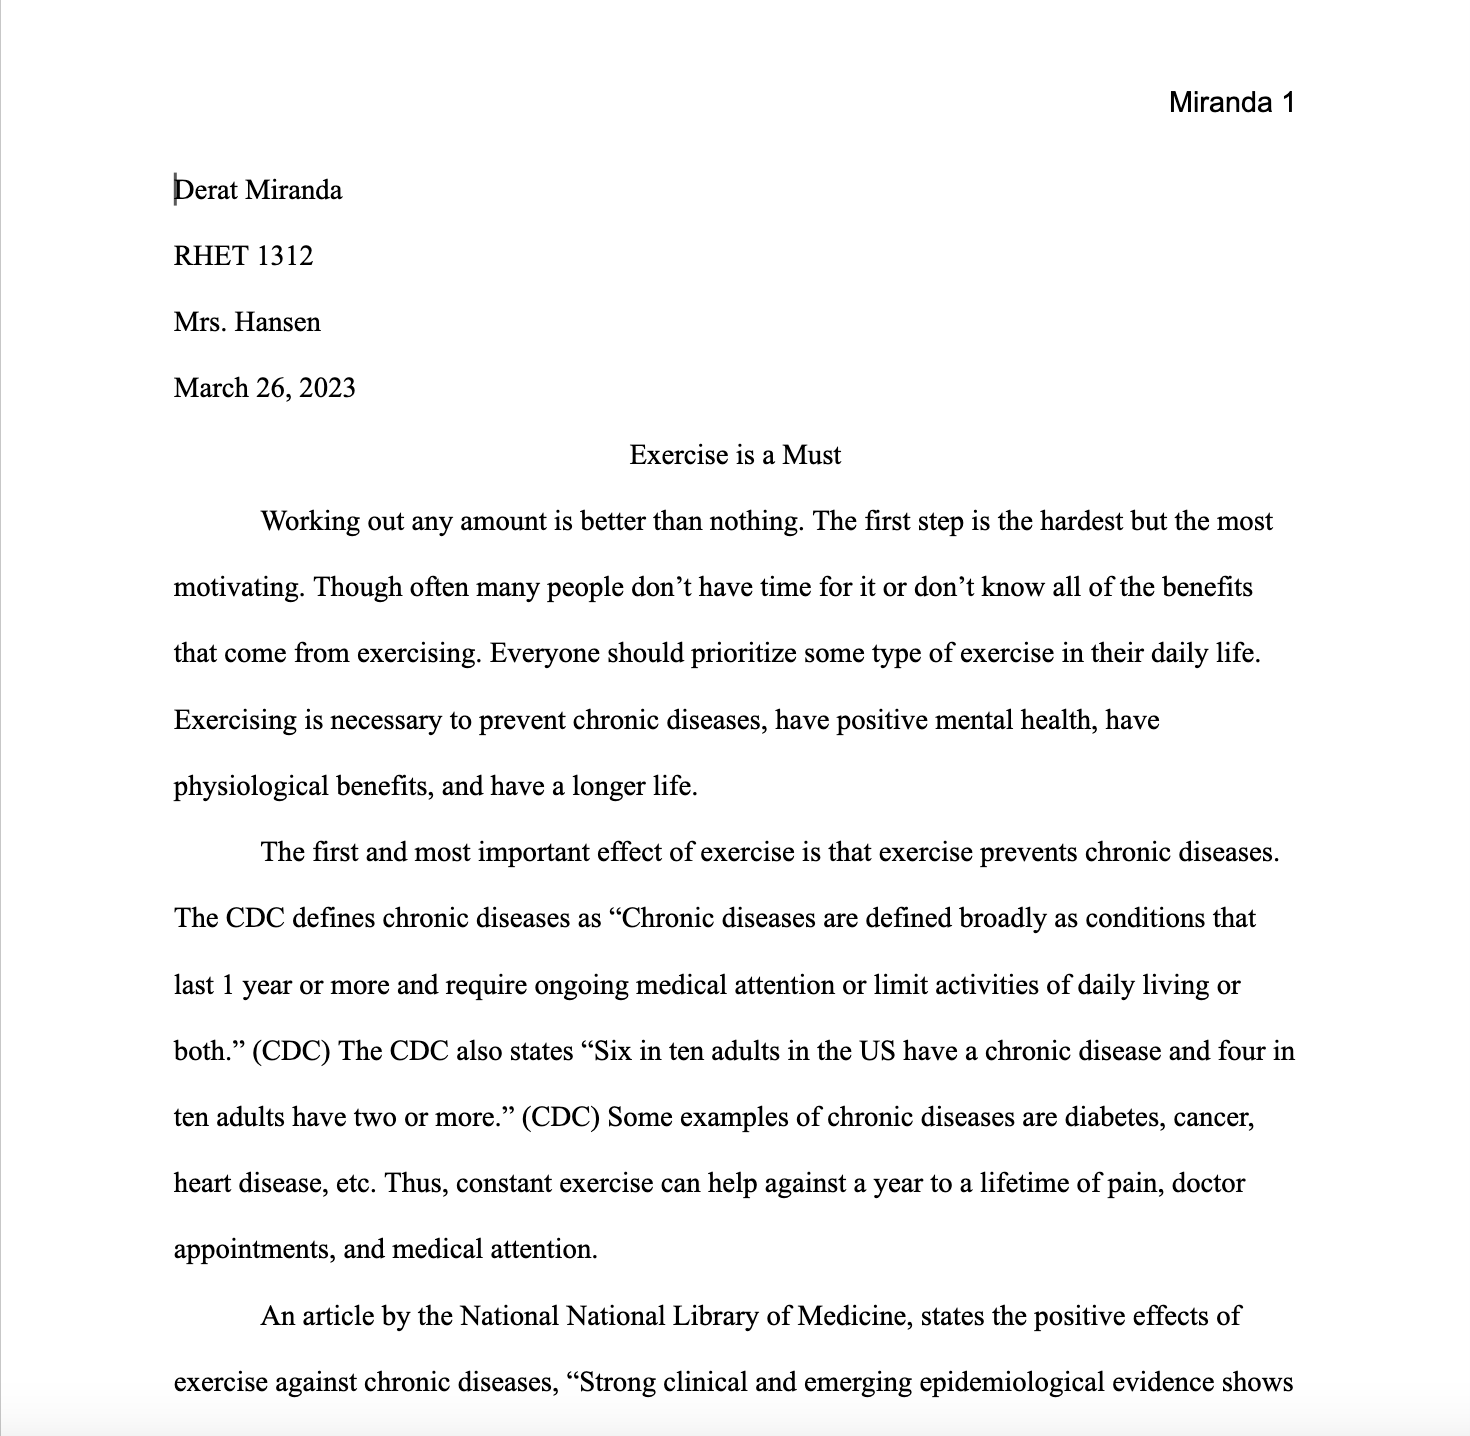 Miranda 1
Derat Miranda
RHET 1312
Mrs. Hansen
March 26, 2023
Exercise is a Must
Working out any amount is better than nothing. The first step is the hardest but the most
motivating. Though often many people don’t have time for it or don’t know all of the benefits
that come from exercising. Everyone should prioritize some type of exercise in their daily life.
Exercising is necessary to prevent chronic diseases, have positive mental health, have
physiological benefits, and have a longer life.
The first and most important effect of exercise is that exercise prevents chronic diseases.
The CDC defines chronic diseases as “Chronic diseases are defined broadly as conditions that
last 1 year or more and require ongoing medical attention or limit activities of daily living or
both.” (CDC) The CDC also states “Six in ten adults in the US have a chronic disease and four in
ten adults have two or more.” (CDC) Some examples of chronic diseases are diabetes, cancer,
heart disease, etc. Thus, constant exercise can help against a year to a lifetime of pain, doctor
appointments, and medical attention.
An article by the National National Library of Medicine, states the positive effects of
exercise against chronic diseases, “Strong clinical and emerging epidemiological evidence shows